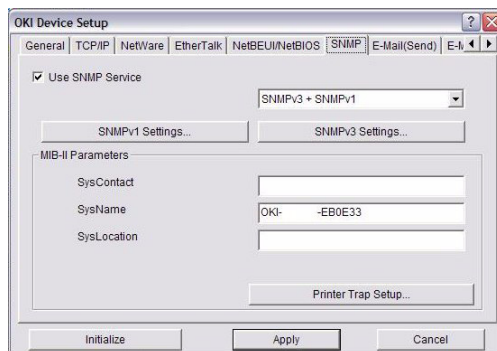 OKI Device Setup
General TCP/IP NetWare EtherTalk NetBEUI/NetBIOS SNMP E-Mail(Send)
Use SNMP Service
SNMPv3 + SNMPv1
SNMPv1 Settings... SNMPv3 Settings...
MIB-II Parameters
SysContact
SysName OKI- -EB0E33
SysLocation
Printer Trap Setup...
Initialize Apply Cancel